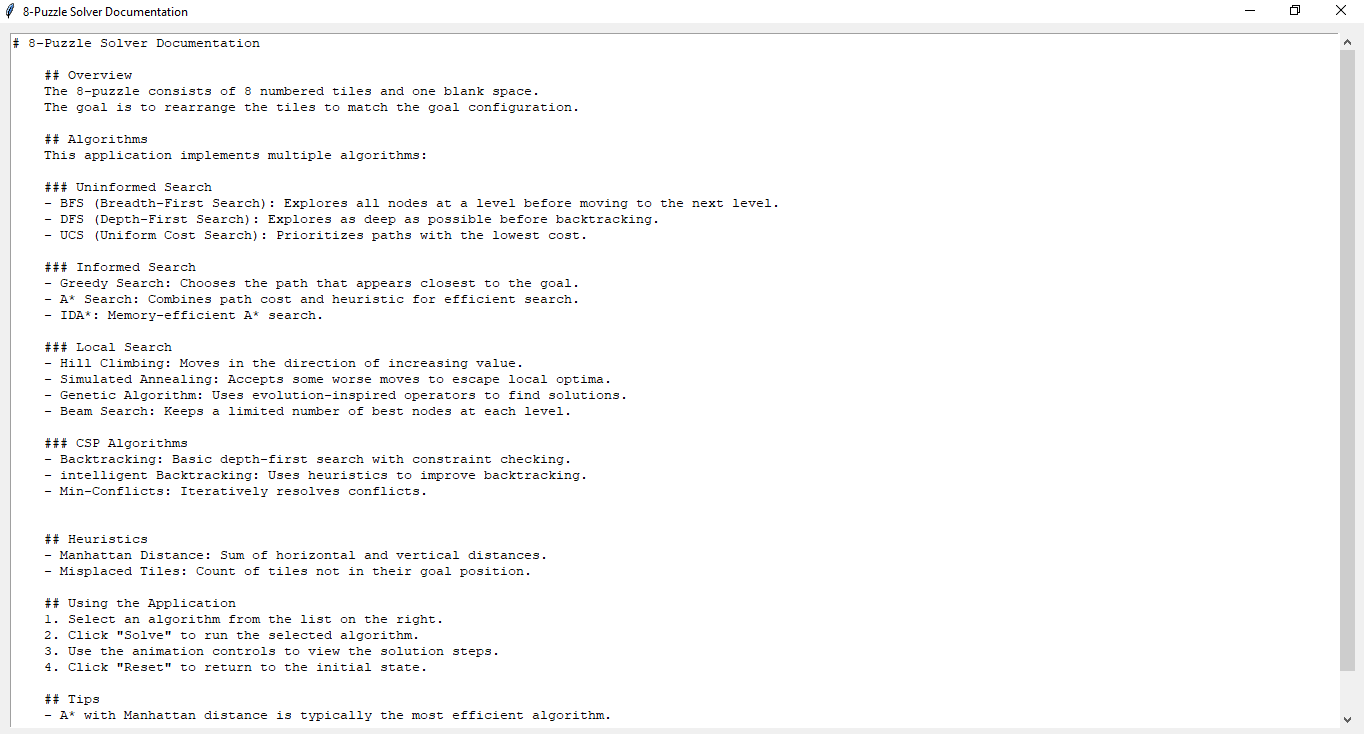 8-Puzzle Solver Documentation
# 8-Puzzle Solver Documentation
## Overview
The 8-puzzle consists of 8 numbered tiles and one blank space.
The goal is to rearrange the tiles to match the goal configuration.
## Algorithms
This application implements multiple algorithms:
### Uninformed Search
- BFS (Breadth-First Search): Explores all nodes at a level before moving to the next level.
- DFS (Depth-First Search): Explores as deep as possible before backtracking.
- UCS (Uniform Cost Search): Prioritizes paths with the lowest cost.
### Informed Search
- Greedy Search: Chooses the path that appears closest to the goal.
- A* Search: Combines path cost and heuristic for efficient search.
- IDA*: Memory-efficient A* search.
### Local Search
- Hill Climbing: Moves in the direction of increasing value.
- Simulated Annealing: Accepts some worse moves to escape local optima.
- Genetic Algorithm: Uses evolution-inspired operators to find solutions.
- Beam Search: Keeps a limited number of best nodes at each level.
### CSP Algorithms
- Backtracking: Basic depth-first search with constraint checking.
- intelligent Backtracking: Uses heuristics to improve backtracking.
- Min-Conflicts: Iteratively resolves conflicts.
## Heuristics
- Manhattan Distance: Sum of horizontal and vertical distances.
- Misplaced Tiles: Count of tiles not in their goal position.
## Using the Application
1. Select an algorithm from the list on the right.
2. Click "Solve" to run the selected algorithm.
3. Use the animation controls to view the solution steps.
4. Click "Reset" to return to the initial state.
## Tips
- A* with Manhattan distance is typically the most efficient algorithm.